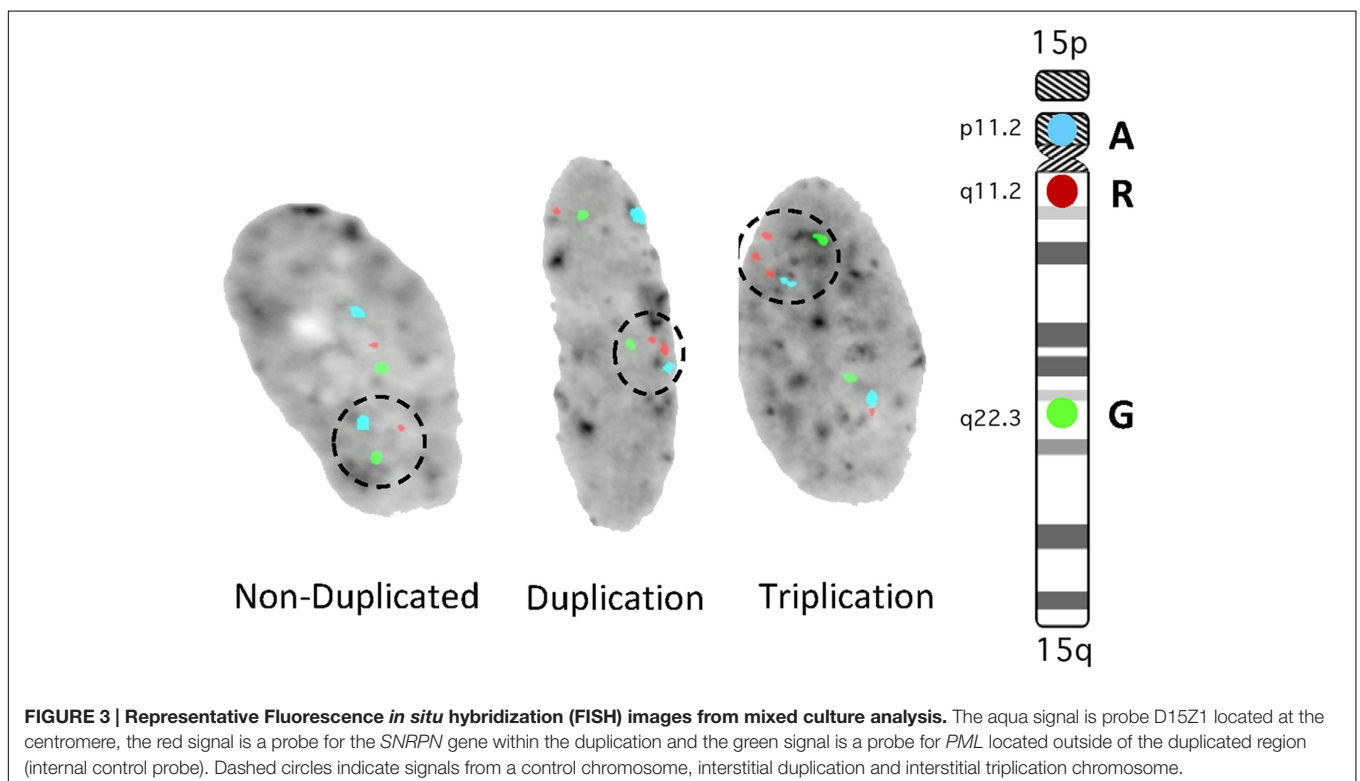 15p
p11.2 A
q11.2 R
q22.3 G
15q
Non-Duplicated Duplication Triplication
FIGURE 3 | Representative Fluorescence in situ hybridization (FISH) images from mixed culture analysis. The aqua signal is probe D15Z1 located at the
centromere, the red signal is a probe for the SNRPN gene within the duplication and the green signal is a probe for PML located outside of the duplicated region
(internal control probe). Dashed circles indicate signals from a control chromosome, interstitial duplication and interstitial triplication chromosome.